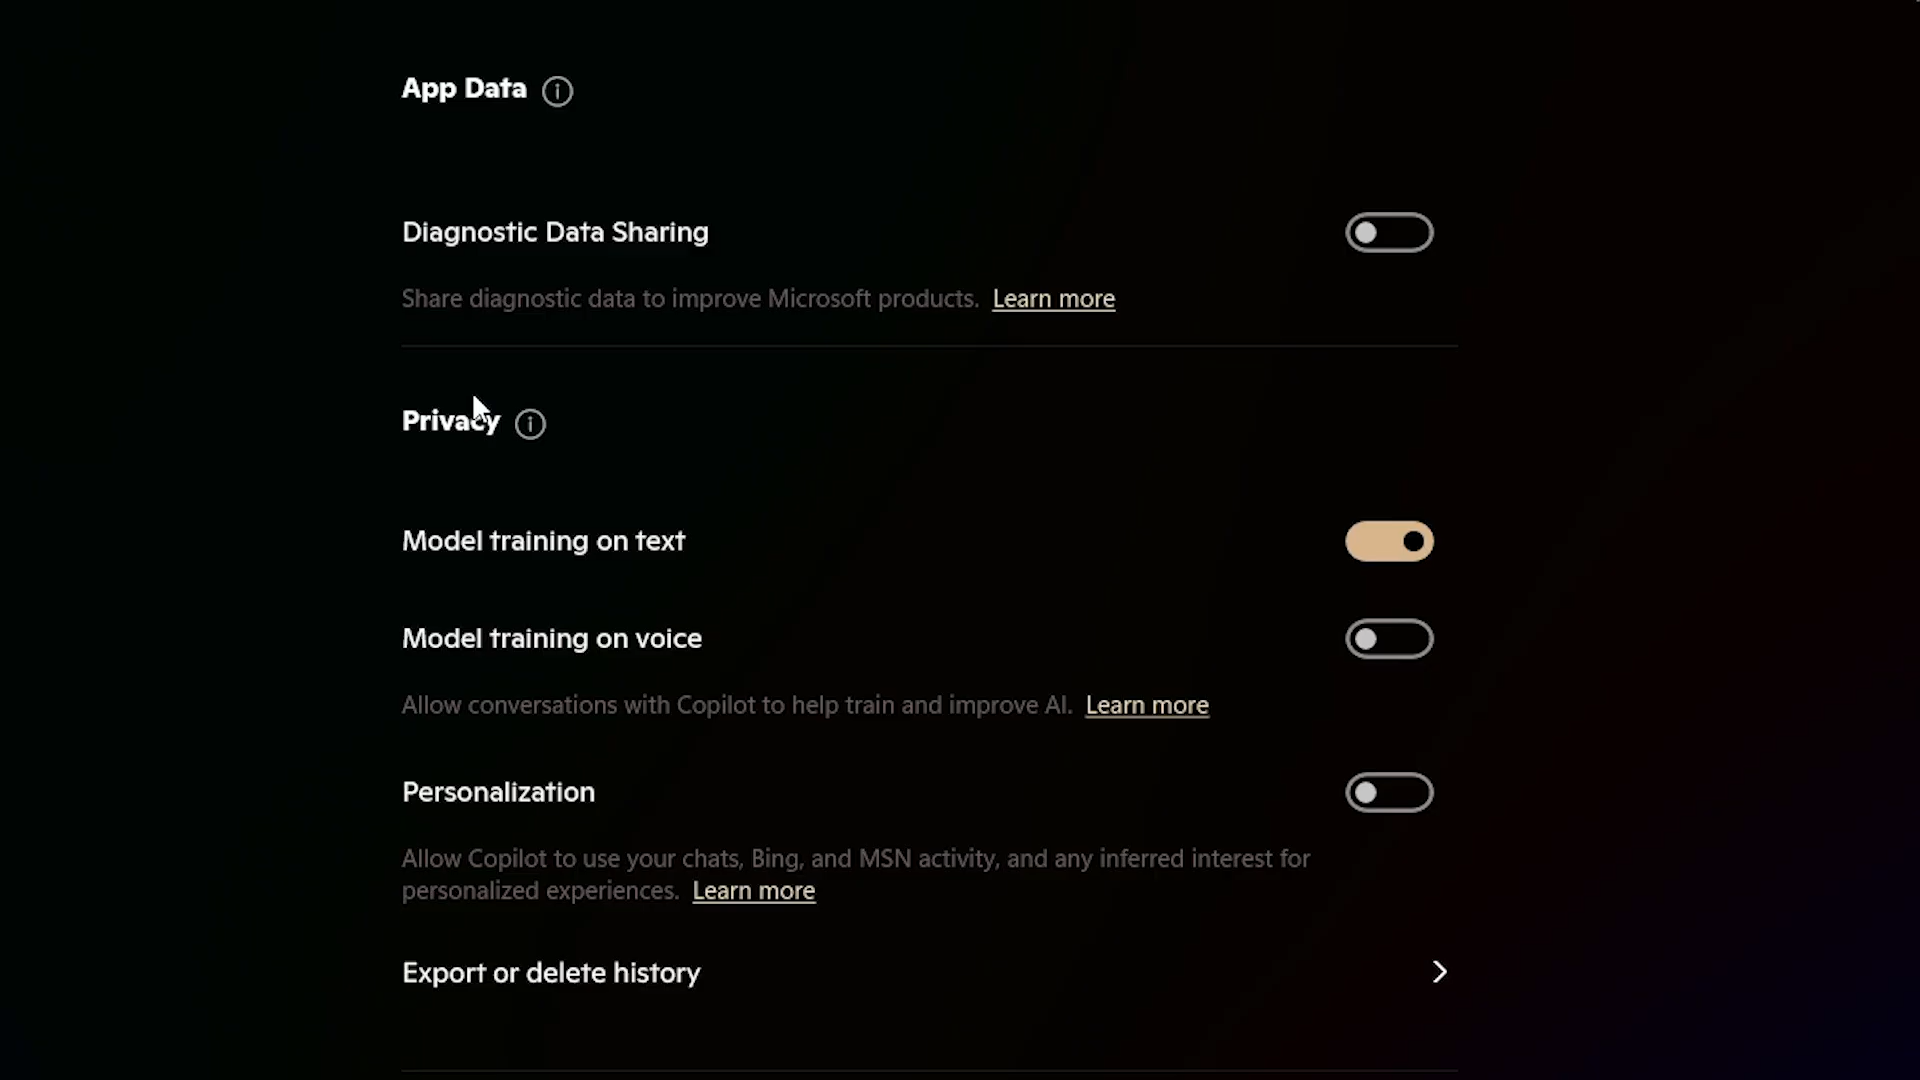 App Data
Diagnostic Data Sharing
Share diagnostic data to improve Microsoft products. Learn more
Privacy
Model training on text
Model training on voice
Allow conversations with Copilot to help train and improve AI. Learn more
Personalization
Allow Copilot to use your chats, Bing, and MSN activity, and any inferred interest for
personalized experiences. Learn more
Export or delete history